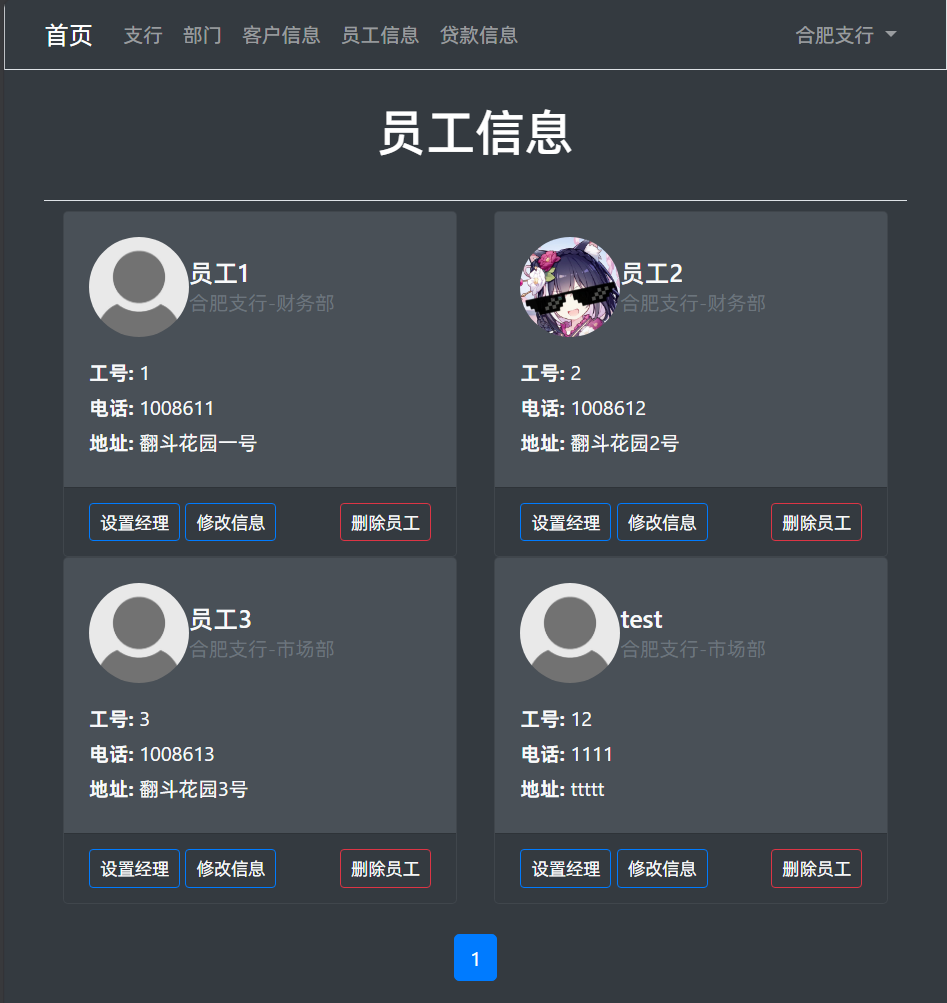 首页 支行 部门 客户信息 员工信息 贷款信息 合肥支行
员工信息
员工1
合肥支行-财务部
工号: 1
电话: 1008611
地址: 翻斗花园一号
设置经理 修改信息 删除员工
员工2
合肥支行-财务部
工号: 2
电话: 1008612
地址: 翻斗花园2号
设置经理 修改信息 删除员工
员工3
合肥支行-市场部
工号: 3
电话: 1008613
地址: 翻斗花园3号
设置经理 修改信息 删除员工
test
合肥支行-市场部
工号: 12
电话: 1111
地址: ttttt
设置经理 修改信息 删除员工
1